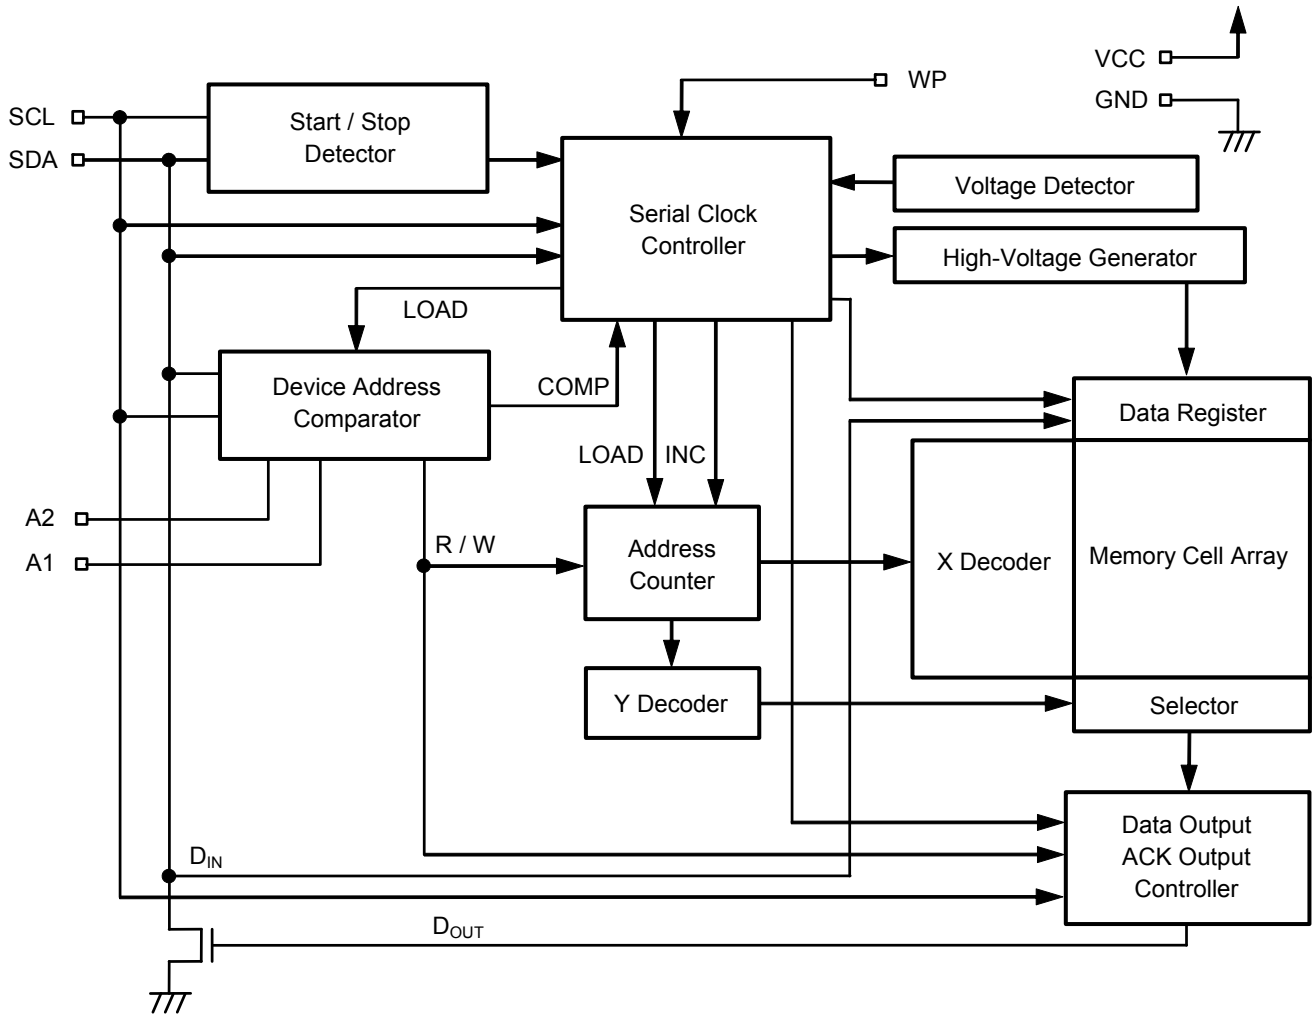 VCC
WP
GND
SCL
Start / Stop
Detector
SDA
Voltage Detector
Serial Clock
Controller
High-Voltage Generator
LOAD
Device Address
Comparator
COMP
Data Register
LOAD
INC
A2
R / W
Address
Counter
X Decoder
Memory Cell Array
A1
Y Decoder
Selector
Data Output
ACK Output
Controller
DIN
DOUT